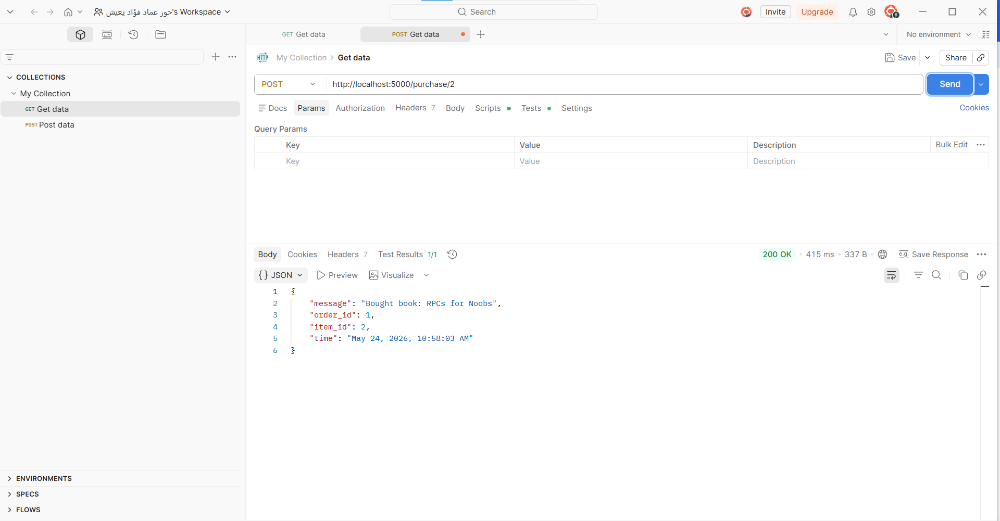 حور عماد فؤاد يعيش's Workspace
Search
Invite
Upgrade
GET Get data
POST Get data
No environment
HTTP My Collection > Get data
Save
Share
COLLECTIONS
My Collection
GET Get data
POST Post data
POST
http://localhost:5000/purchase/2
Send
Docs Params Authorization Headers 7 Body Scripts Tests Settings
Cookies
Query Params
Key Value Description Bulk Edit
Key Value Description
Body Cookies Headers 7 Test Results 1/1
200 OK • 415 ms • 337 B • e.g. Save Response
{} JSON Preview Visualize
1 {
2 "message": "Bought book: RPCs for Noobs",
3 "order_id": 1,
4 "item_id": 2,
5 "time": "May 24, 2026, 10:58:03 AM"
6 }
ENVIRONMENTS
SPECS
FLOWS